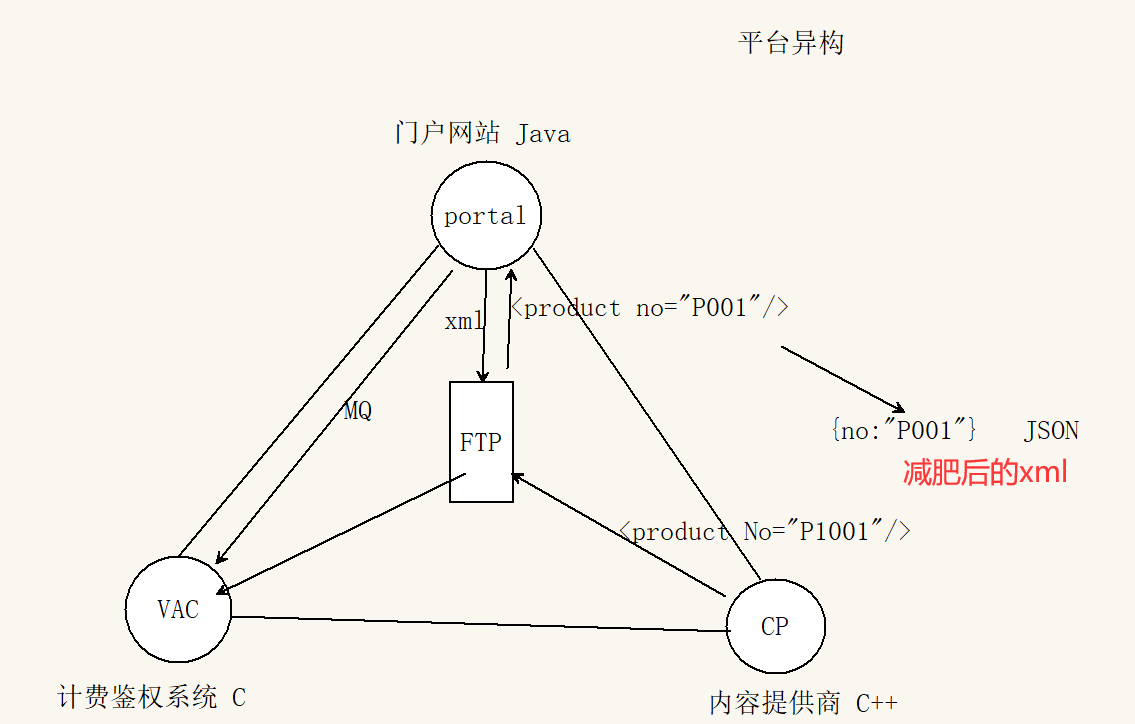 平台异构
门户网站 Java
portal
xml
<product no="P001"/>
MQ
{no:"P001"} JSON
FTP
减肥后的xml
<product No="P1001"/>
VAC
CP
计费鉴权系统 C
内容提供商 C++